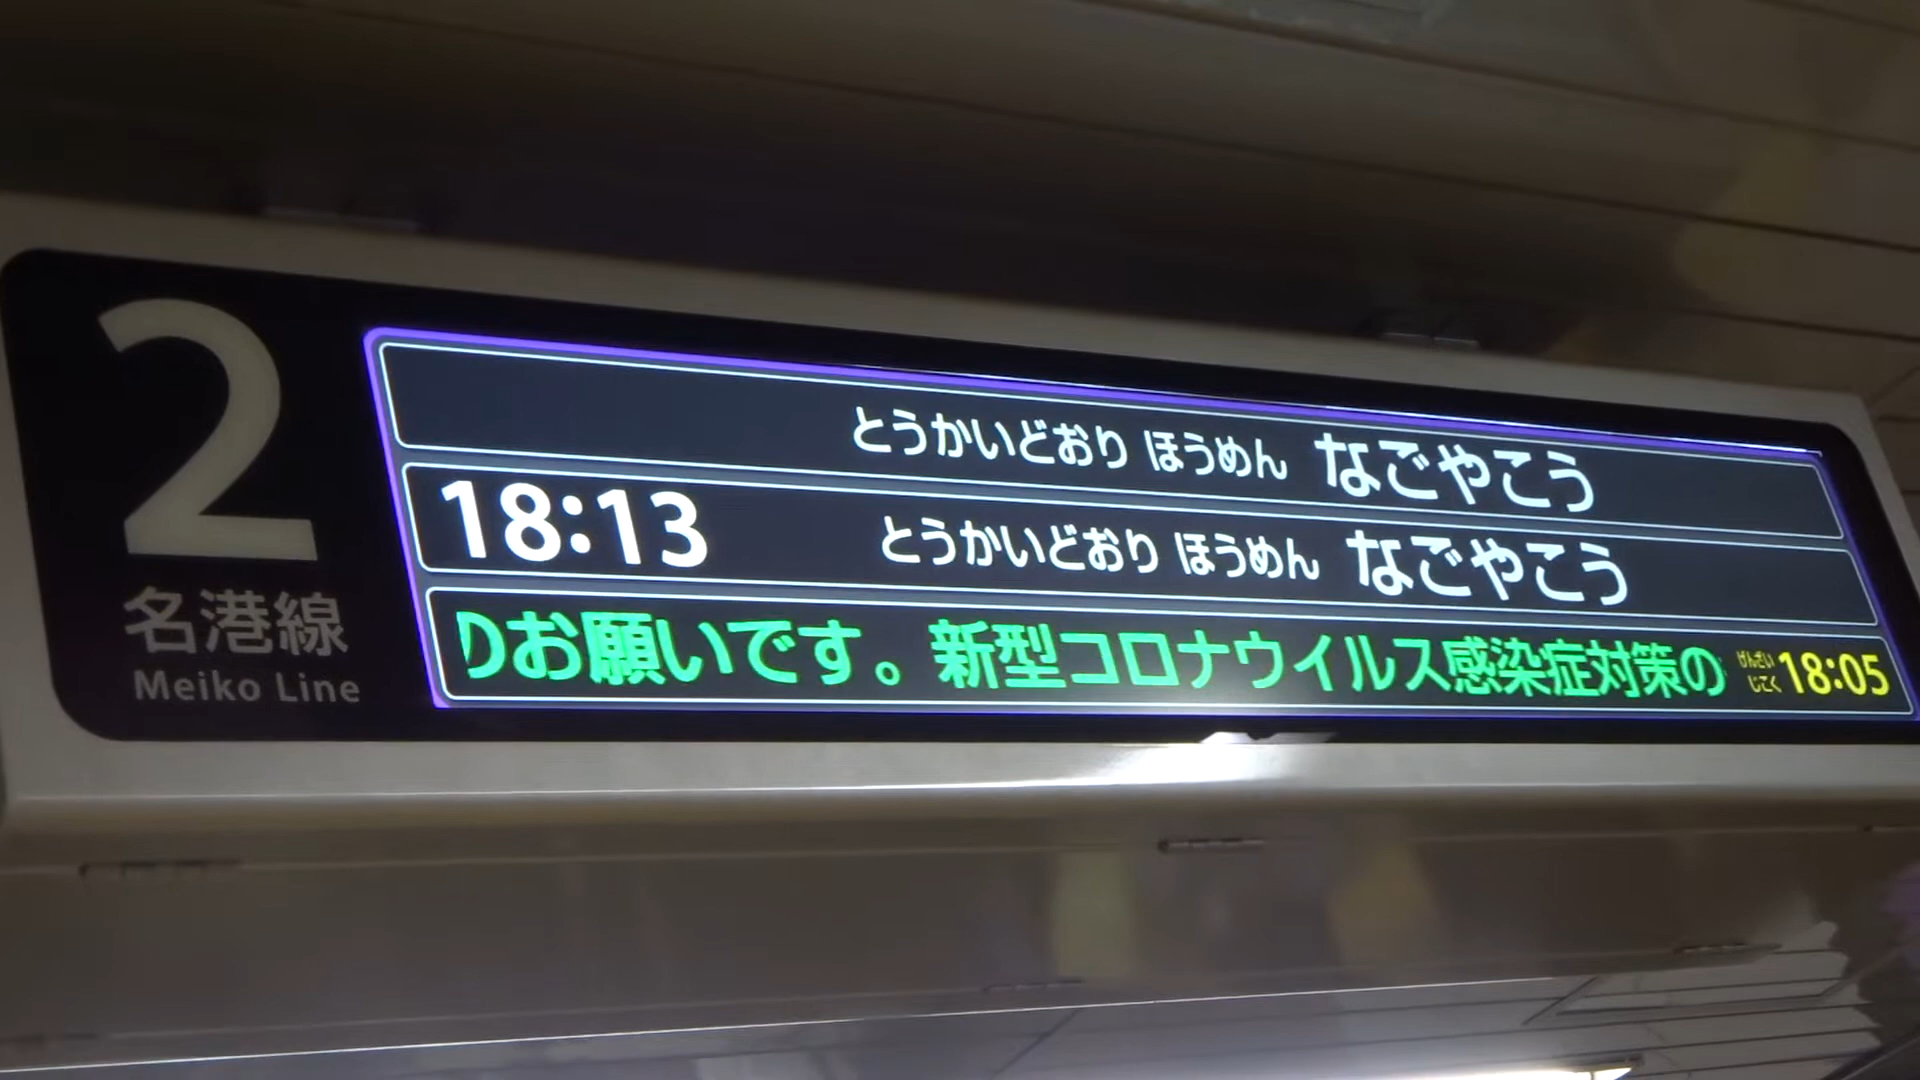 2
名港線
Meiko Line
とうかいどおり ほうめん なごやこう
18:13 とうかいどおり ほうめん なごやこう
のお願いです。新型コロナウイルス感染症対策の
げんざい
じこく 18:05